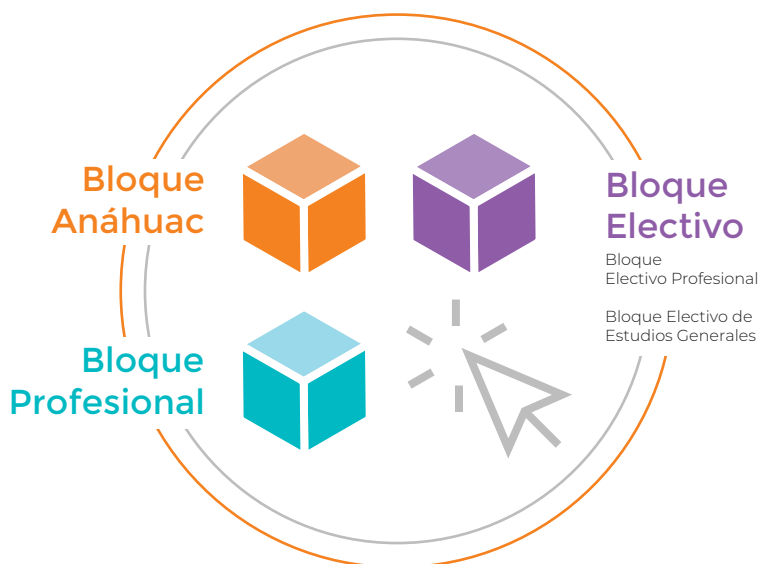 Bloque
Anáhuac
Bloque
Electivo
Bloque
Electivo Profesional
Bloque Electivo de
Estudios Generales
Bloque
Profesional